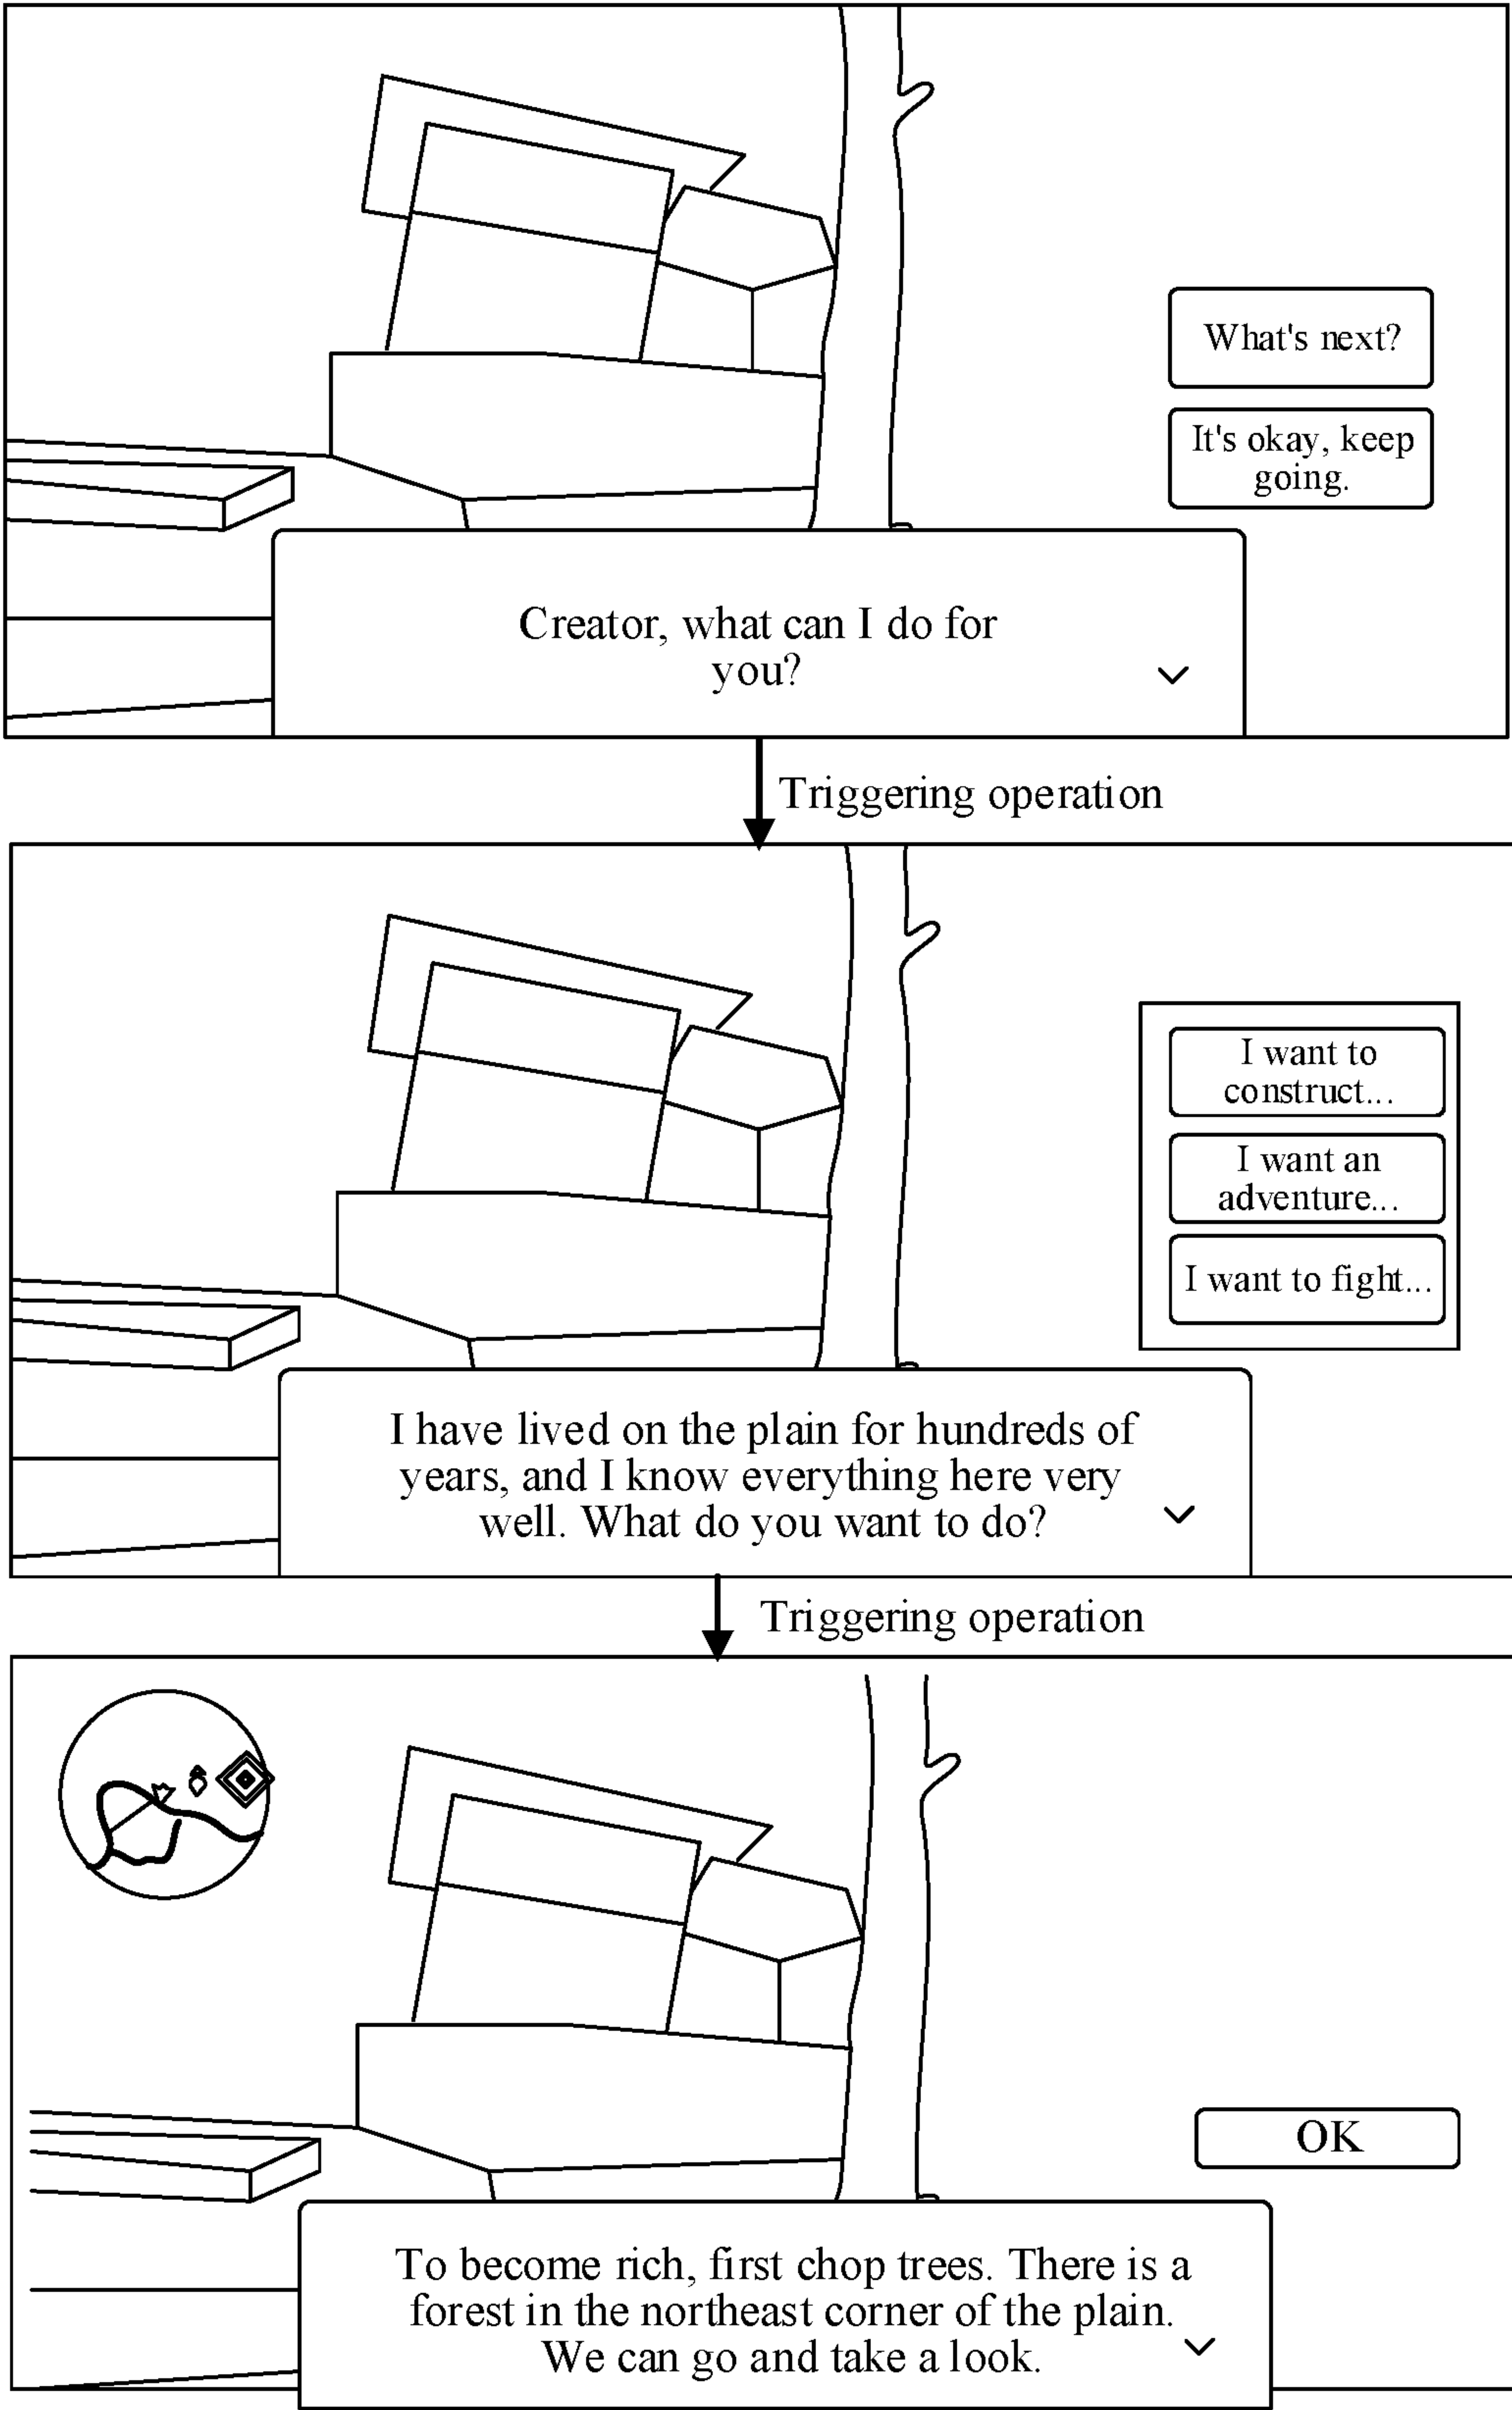 What's next?
It's okay, keep
going.
Creator, what can I do for
you?
Triggering operation
I want to
construct...
I want an
adventure...
I want to fight...
I have lived on the plain for hundreds of
years, and I know everything here very
well. What do you want to do?
Triggering operation
OK
To become rich, first chop trees. There is a
forest in the northeast corner of the plain.
We can go and take a look.